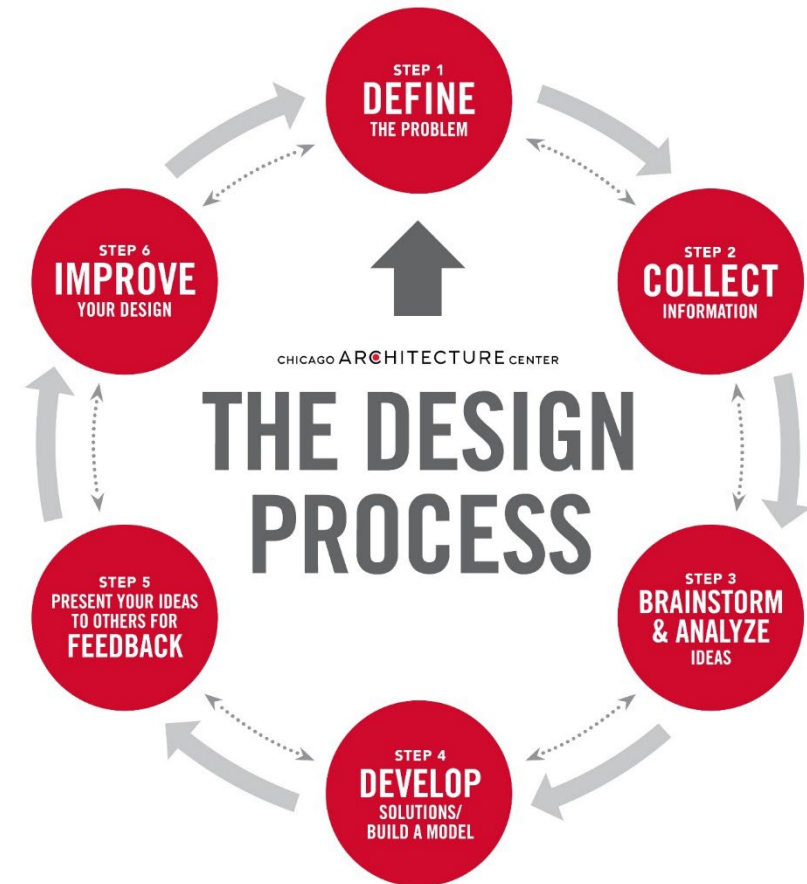 STEP 1
DEFINE
THE PROBLEM
STEP 2
COLLECT
INFORMATION
STEP 3
BRAINSTORM
& ANALYZE
IDEAS
STEP 4
DEVELOP
SOLUTIONS/
BUILD A MODEL
STEP 5
PRESENT YOUR IDEAS
TO OTHERS FOR
FEEDBACK
STEP 6
IMPROVE
YOUR DESIGN
CHICAGO ARCHITECTURE CENTER
THE DESIGN
PROCESS